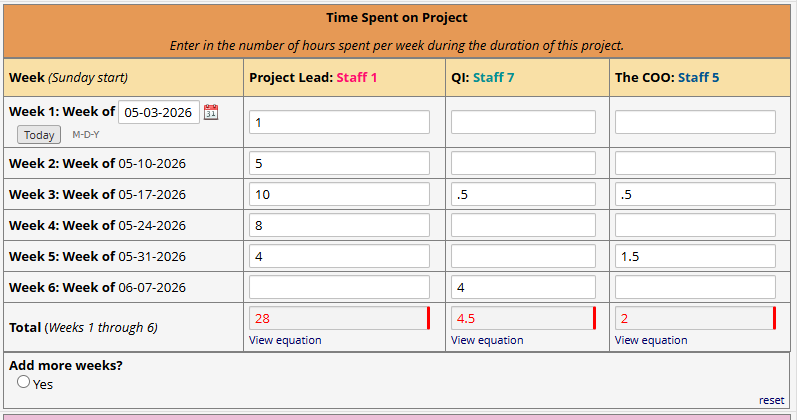 Time Spent on Project
Enter in the number of hours spent per week during the duration of this project.
Week (Sunday start) Project Lead: Staff 1 QI: Staff 7 The COO: Staff 5
Week 1: Week of 05-03-2026 31 1
Today M-D-Y
Week 2: Week of 05-10-2026 5
Week 3: Week of 05-17-2026 10 .5 .5
Week 4: Week of 05-24-2026 8
Week 5: Week of 05-31-2026 4 1.5
Week 6: Week of 06-07-2026 4
Total (Weeks 1 through 6) 28 4.5 2
View equation View equation View equation
Add more weeks?
Yes
reset